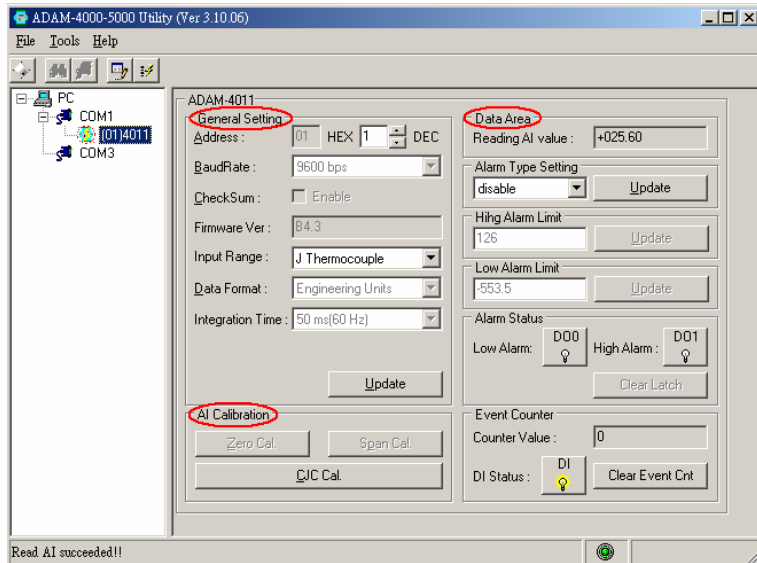 ADAM-4000-5000 Utility (Ver 3.10.06)
File Tools Help
PC
COM1
(01)4011
COM3
ADAM-4011
General Setting
Address : 01 HEX 1 DEC
BaudRate : 9600 bps
CheckSum : Enable
Firmware Ver : B4.3
Input Range : J Thermocouple
Data Format : Engineering Units
Integration Time : 50 ms(60 Hz)
Update
AI Calibration
Zero Cal. Span Cal.
CJC Cal.
Data Area
Reading AI value : +025.60
Alarm Type Setting
disable Update
Hihg Alarm Limit
126 Update
Low Alarm Limit
-553.5 Update
Alarm Status
Low Alarm: DO0 High Alarm : DO1
Clear Latch
Event Counter
Counter Value : 0
DI Status : DI Clear Event Cnt
Read AI succeeded!!